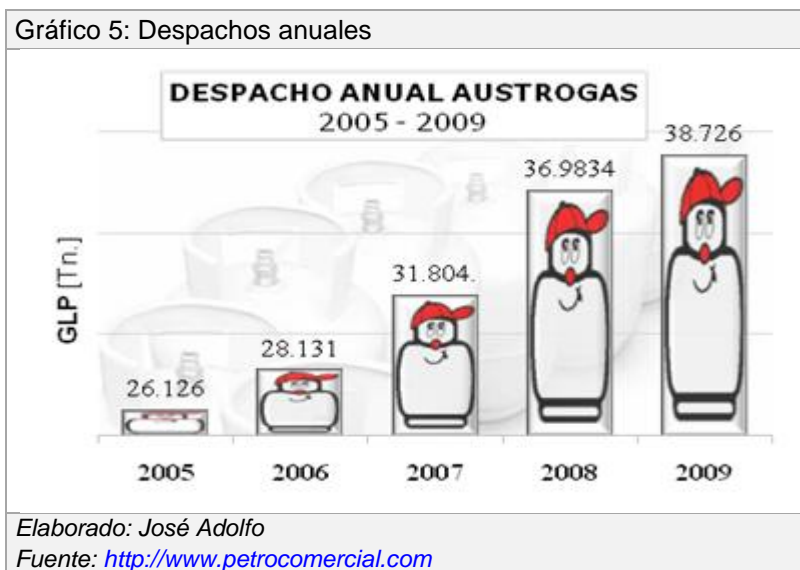 Gráfico 5: Despachos anuales
DESPACHO ANUAL AUSTROGAS
2005 - 2009
GLP [Tn.]
26.126
28.131
31.804.
36.9834
38.726
2005
2006
2007
2008
2009
Elaborado: José Adolfo
Fuente: http://www.petrocomercial.com